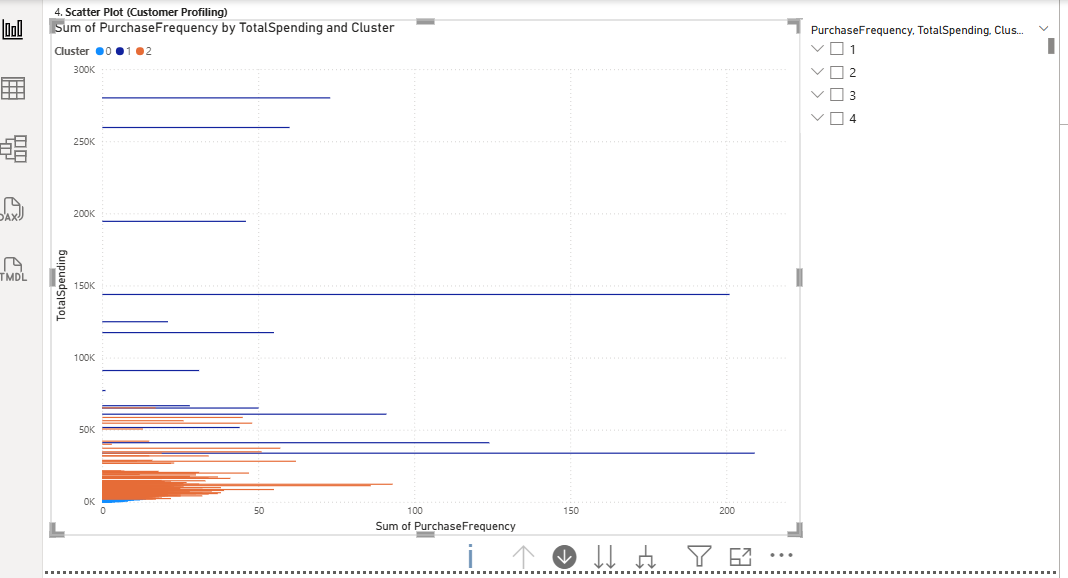 4. Scatter Plot (Customer Profiling)
Sum of PurchaseFrequency by TotalSpending and Cluster
Cluster 0 1 2
300K
250K
200K
150K
100K
50K
0K
TotalSpending
0 50 100 150 200
Sum of PurchaseFrequency
PurchaseFrequency, TotalSpending, Clus...
1
2
3
4
DAX
TMDL